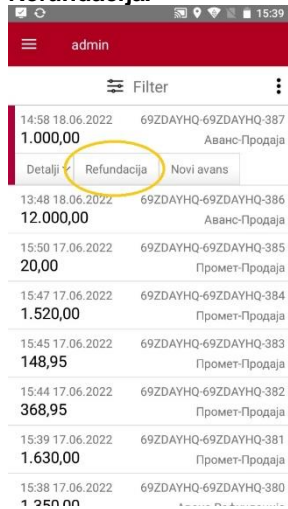 15:39
admin
Filter
14:58 18.06.2022 69ZDAYHQ-69ZDAYHQ-387
1.000,00 Аванс-Продаја
Detalji Refundacija Novi avans
13:48 18.06.2022 69ZDAYHQ-69ZDAYHQ-386
12.000,00 Аванс-Продаја
15:50 17.06.2022 69ZDAYHQ-69ZDAYHQ-385
20,00 Промет-Продаја
15:47 17.06.2022 69ZDAYHQ-69ZDAYHQ-384
1.520,00 Промет-Продаја
15:45 17.06.2022 69ZDAYHQ-69ZDAYHQ-383
148,95 Промет-Продаја
15:44 17.06.2022 69ZDAYHQ-69ZDAYHQ-382
368,95 Промет-Продаја
15:39 17.06.2022 69ZDAYHQ-69ZDAYHQ-381
1.630,00 Промет-Продаја
15:38 17.06.2022 69ZDAYHQ-69ZDAYHQ-380
1.350,00